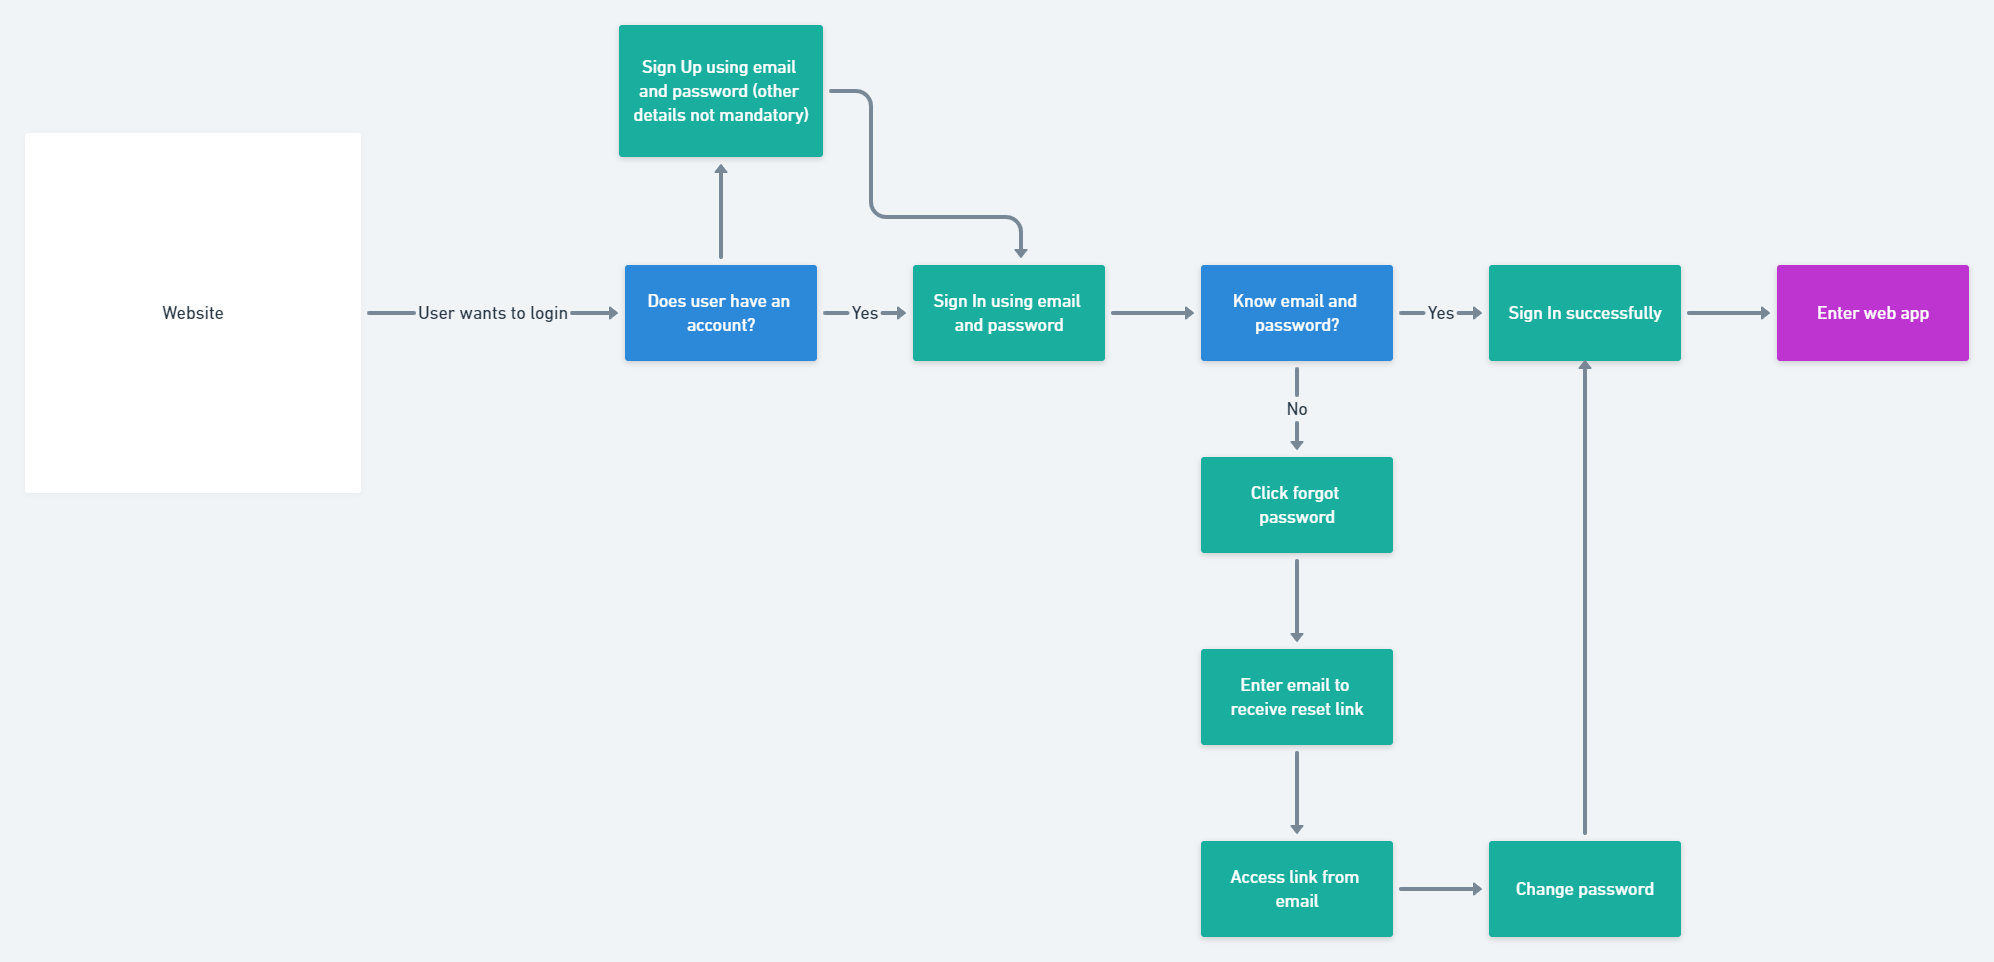 Sign Up using email
and password (other
details not mandatory)
Website
User wants to login
Does user have an
account?
Yes
Sign In using email
and password
Know email and
password?
Yes
Sign In successfully
Enter web app
No
Click forgot
password
Enter email to
receive reset link
Access link from
email
Change password